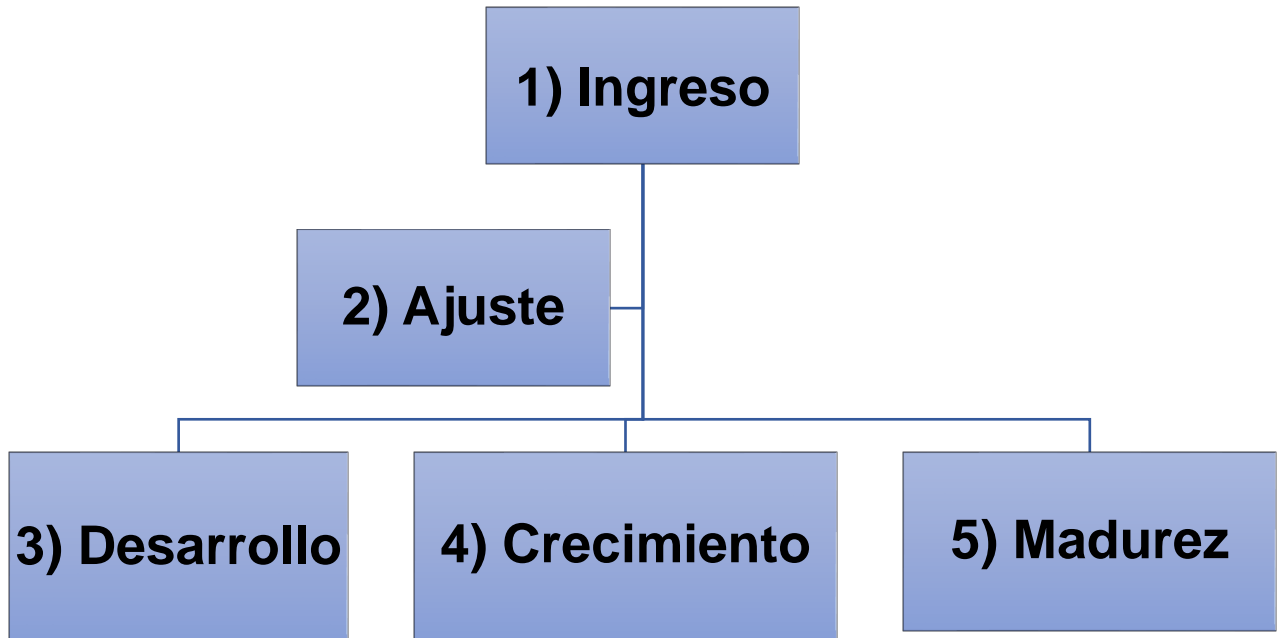 1) Ingreso
2) Ajuste
3) Desarrollo
4) Crecimiento
5) Madurez